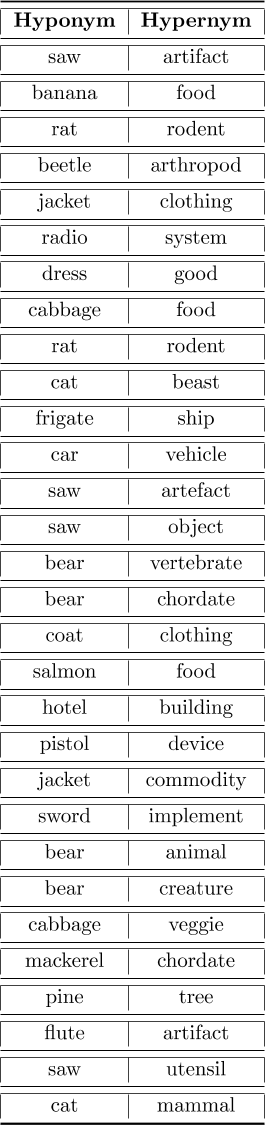 Hyponym Hypernym
saw artifact
banana food
rat rodent
beetle arthropod
jacket clothing
radio system
dress good
cabbage food
rat rodent
cat beast
frigate ship
car vehicle
saw artefact
saw object
bear vertebrate
bear chordate
coat clothing
salmon food
hotel building
pistol device
jacket commodity
sword implement
bear animal
bear creature
cabbage veggie
mackerel chordate
pine tree
flute artifact
saw utensil
cat mammal